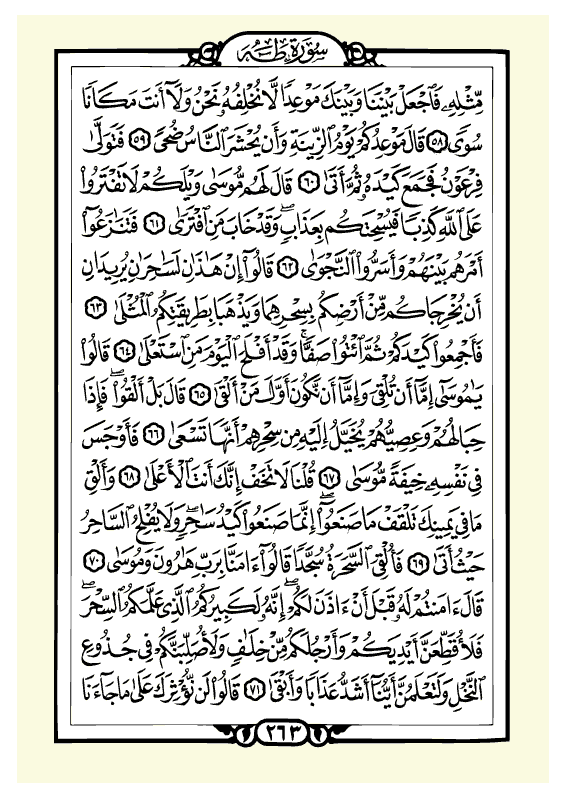 سُورَةُ طه
مِّثْلِهِۦ فَٱجْعَلْ بَيْنَنَا وَبَيْنَكَ مَوْعِدًا لَّا نُخْلِفُهُۥ نَحْنُ وَلَآ أَنتَ مَكَانًا
سُوًى ٥٨ قَالَ مَوْعِدُكُمْ يَوْمُ ٱلزِّينَةِ وَأَن يُحْشَرَ ٱلنَّاسُ ضُحًى ٥٩ فَتَوَلَّىٰ
فِرْعَوْنُ فَجَمَعَ كَيْدَهُۥ ثُمَّ أَتَىٰ ٦٠ قَالَ لَهُم مُّوسَىٰ وَيْلَكُمْ لَا تَفْتَرُوا۟
عَلَى ٱللَّهِ كَذِبًا فَيُسْحِتَكُم بِعَذَابٍ ۖ وَقَدْ خَابَ مَنِ ٱفْتَرَىٰ ٦١ فَتَنَٰزَعُوٓا۟
أَمْرَهُم بَيْنَهُمْ وَأَسَرُّوا۟ ٱلنَّجْوَىٰ ٦٢ قَالُوٓا۟ إِنْ هَٰذَٰنِ لَسَٰحِرَٰنِ يُرِيدَانِ
أَن يُخْرِجَاكُم مِّنْ أَرْضِكُم بِسِحْرِهِمَا وَيَذْهَبَا بِطَرِيقَتِكُمُ ٱلْمُثْلَىٰ ٦٣
فَأَجْمِعُوا۟ كَيْدَكُمْ ثُمَّ ٱئْتُوا۟ صَفًّا ۚ وَقَدْ أَفْلَحَ ٱلْيَوْمَ مَنِ ٱسْتَعْلَىٰ ٦٤ قَالُوا۟
يَٰمُوسَىٰٓ إِمَّآ أَن تُلْقِىَ وَإِمَّآ أَن نَّكُونَ أَوَّلَ مَنْ أَلْقَىٰ ٦٥ قَالَ بَلْ أَلْقُوا۟ ۖ فَإِذَا
حِبَالُهُمْ وَعِصِيُّهُمْ يُخَيَّلُ إِلَيْهِ مِن سِحْرِهِمْ أَنَّهَا تَسْعَىٰ ٦٦ فَأَوْجَسَ
فِى نَفْسِهِۦ خِيفَةً مُّوسَىٰ ٦٧ قُلْنَا لَا تَخَفْ إِنَّكَ أَنتَ ٱلْأَعْلَىٰ ٦٨ وَأَلْقِ
مَا فِى يَمِينِكَ تَلْقَفْ مَا صَنَعُوٓا۟ ۖ إِنَّمَا صَنَعُوا۟ كَيْدُ سَٰحِرٍ ۖ وَلَا يُفْلِحُ ٱلسَّاحِرُ
حَيْثُ أَتَىٰ ٦٩ فَأُلْقِىَ ٱلسَّحَرَةُ سُجَّدًا قَالُوٓا۟ ءَامَنَّا بِرَبِّ هَٰرُونَ وَمُوسَىٰ ٧٠
قَالَ ءَامَنتُمْ لَهُۥ قَبْلَ أَنْ ءَاذَنَ لَكُمْ ۖ إِنَّهُۥ لَكَبِيرُكُمُ ٱلَّذِى عَلَّمَكُمُ ٱلسِّحْرَ ۖ
فَلَأُقَطِّعَنَّ أَيْدِيَكُمْ وَأَرْجُلَكُم مِّنْ خِلَٰفٍ وَلَأُصَلِّبَنَّكُمْ فِى جُذُوعِ
ٱلنَّخْلِ وَلَتَعْلَمُنَّ أَيُّنَآ أَشَدُّ عَذَابًا وَأَبْقَىٰ ٧١ قَالُوا۟ لَن نُّؤْثِرَكَ عَلَىٰ مَا جَآءَنَا
٢٦٣